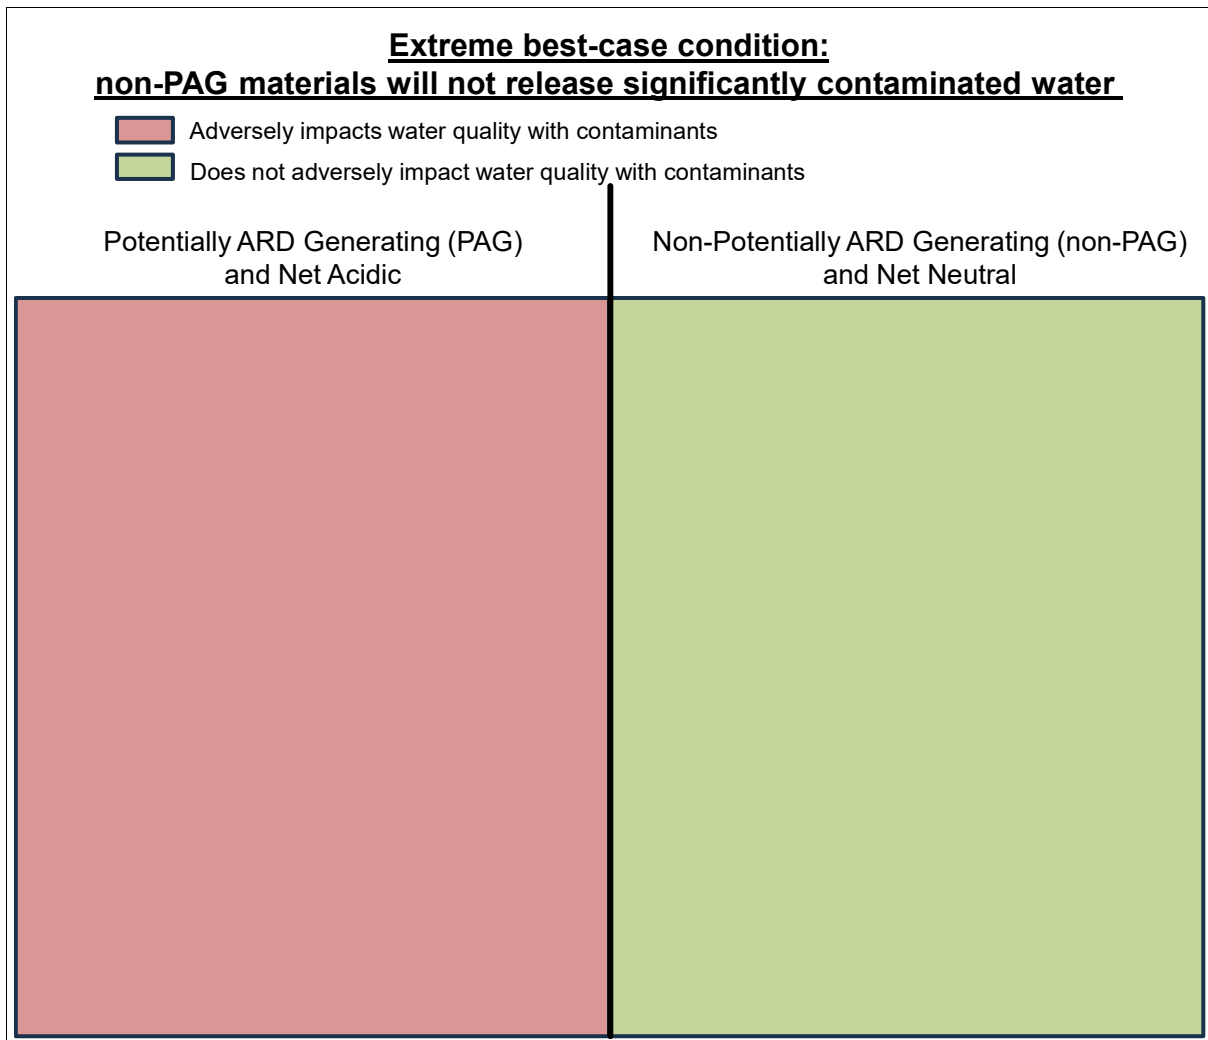 Extreme best-case condition:
non-PAG materials will not release significantly contaminated water
Adversely impacts water quality with contaminants
Does not adversely impact water quality with contaminants
Potentially ARD Generating (PAG)
and Net Acidic
Non-Potentially ARD Generating (non-PAG)
and Net Neutral